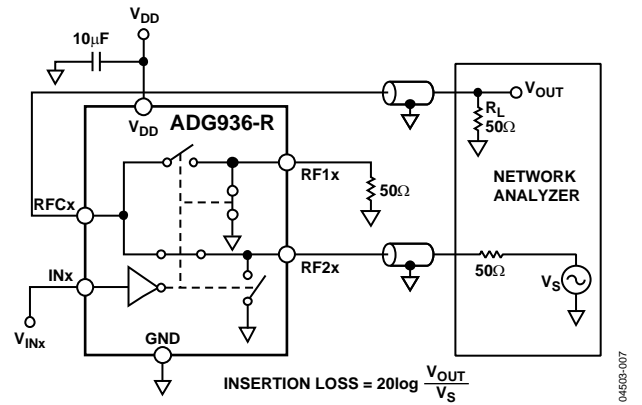 VDD
10μF
VDD
ADG936-R
VOUT
RL
50Ω
NETWORK
ANALYZER
RF1x
50Ω
RFCx
RF2x
50Ω
VS
INx
VINx
GND
INSERTION LOSS = 20log VOUT
VS
04503-007